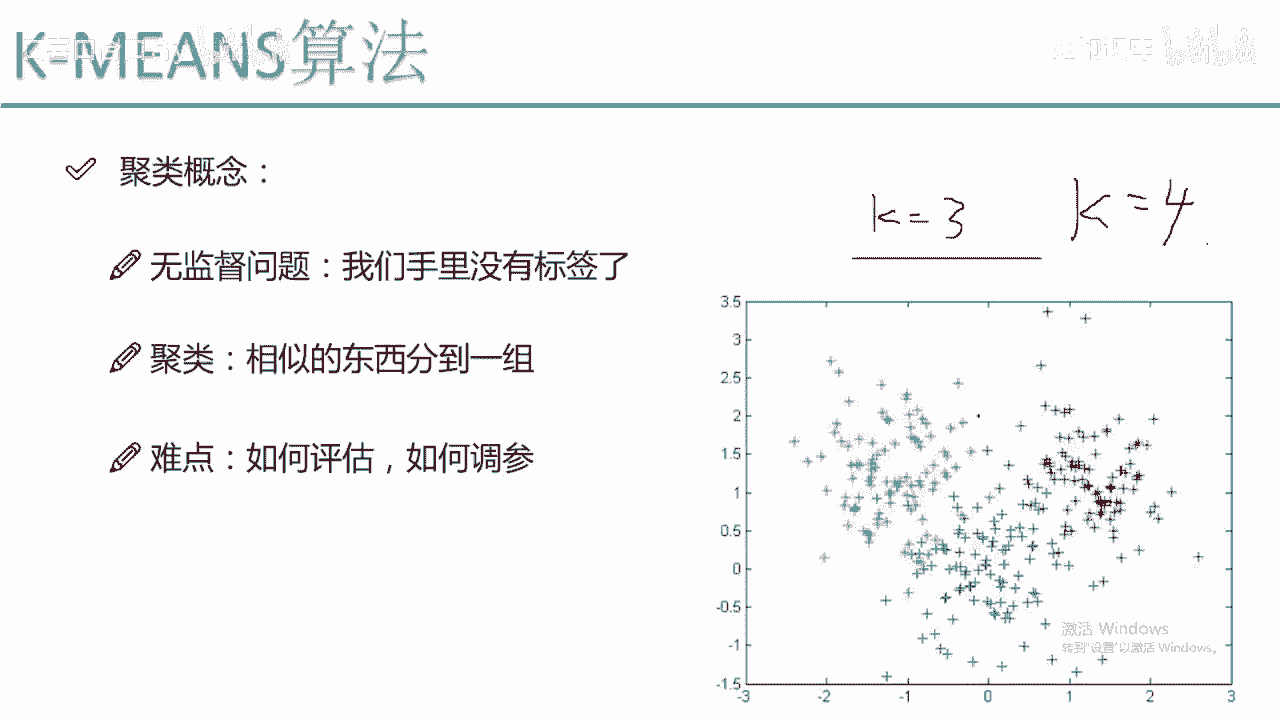 K-MEANS算法
聚类概念：
无监督问题：我们手里没有标签了
聚类：相似的东西分到一组
难点：如何评估，如何调参
k=3
K=4
3.5
3
2.5
2
1.5
1
0.5
0
-0.5
-1
-1.5
-3 -2 -1 0 1 2 3
激活 Windows
转到“设置”以激活 Windows。